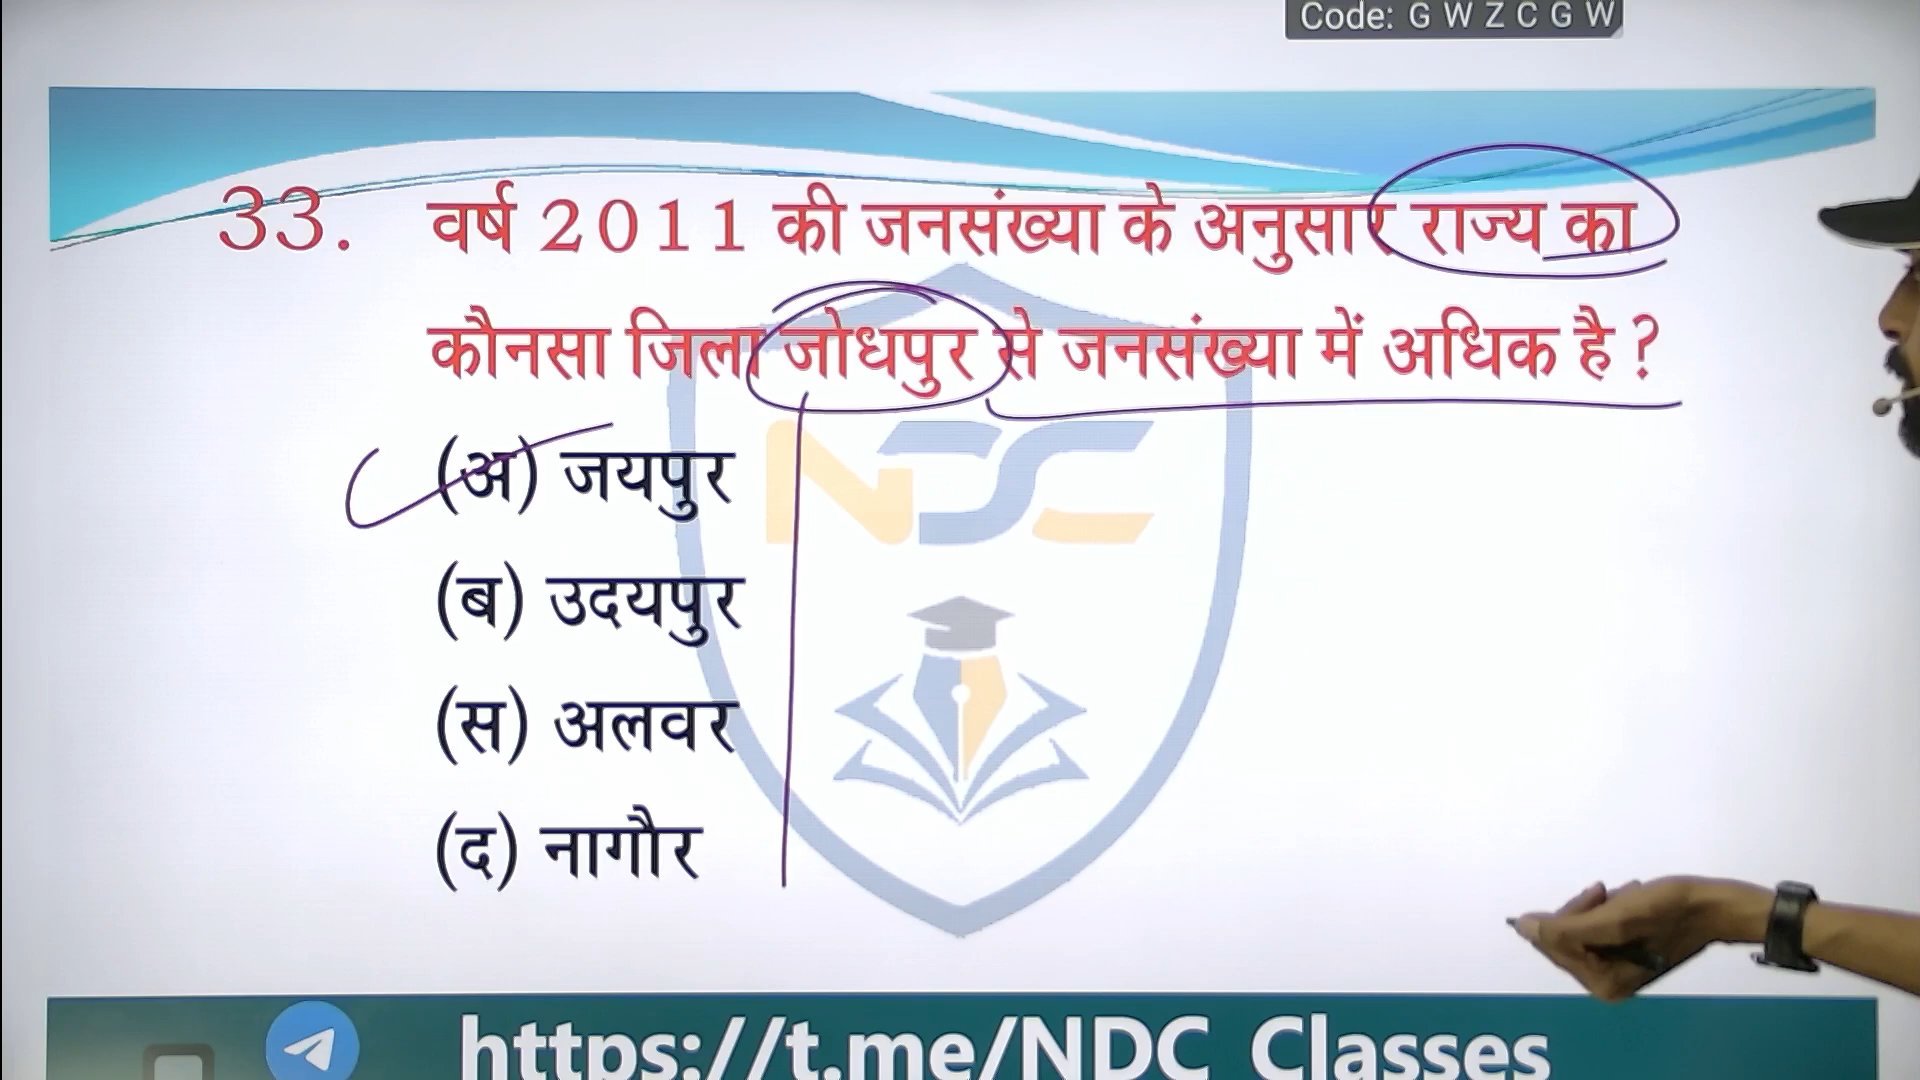 Code: G W Z C G W
33. वर्ष 2011 की जनसंख्या के अनुसार राज्य का
कौनसा जिला जोधपुर से जनसंख्या में अधिक है ?
(अ) जयपुर
NDC
(ब) उदयपुर
(स) अलवर
(द) नागौर
https://t.me/NDC_Classes